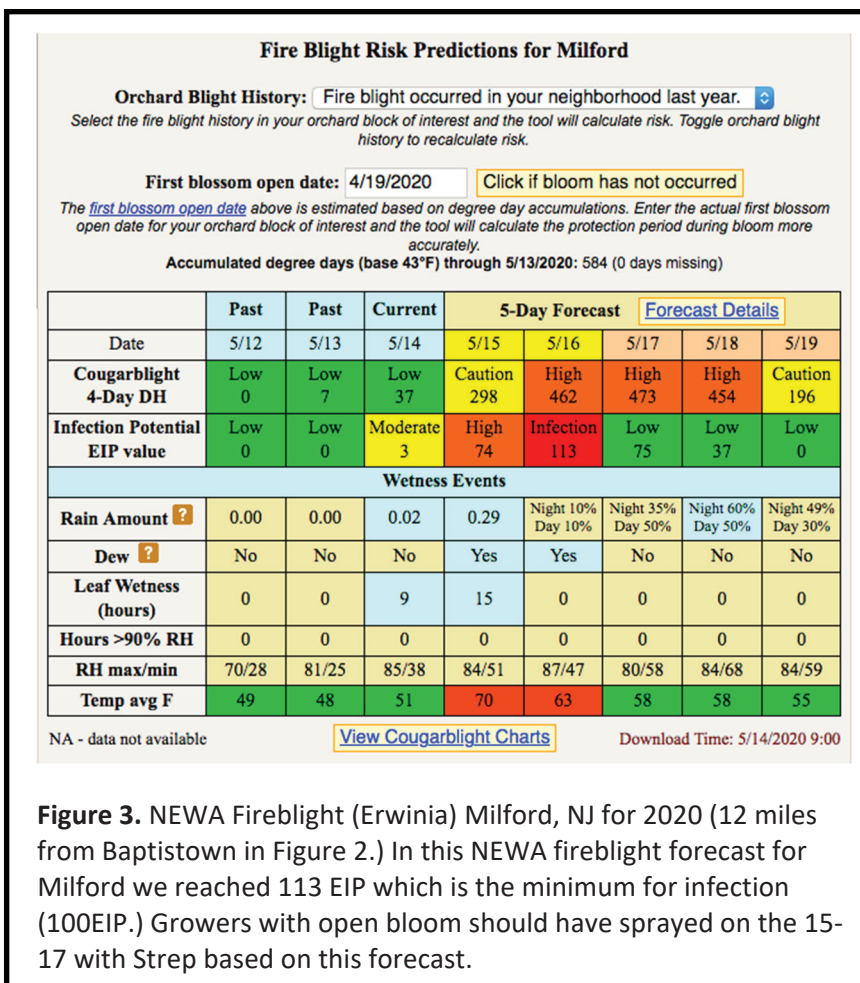 Fire Blight Risk Predictions for Milford
Orchard Blight History: Fire blight occurred in your neighborhood last year.
Select the fire blight history in your orchard block of interest and the tool will calculate risk. Toggle orchard blight
history to recalculate risk.
First blossom open date: 4/19/2020 Click if bloom has not occurred
The first blossom open date above is estimated based on degree day accumulations. Enter the actual first blossom
open date for your orchard block of interest and the tool will calculate the protection period during bloom more
accurately.
Accumulated degree days (base 43°F) through 5/13/2020: 584 (0 days missing)
Past Past Current 5-Day Forecast Forecast Details
Date 5/12 5/13 5/14 5/15 5/16 5/17 5/18 5/19
Cougarblight Low Low Low Caution High High High Caution
4-Day DH 0 7 37 298 462 473 454 196
Infection Potential Low Low Moderate High Infection Low Low Low
EIP value 0 0 3 74 113 75 37 0
Wetness Events
Rain Amount ? 0.00 0.00 0.02 0.29 Night 10% Night 35% Night 60% Night 49%
Day 10% Day 50% Day 50% Day 30%
Dew ? No No No Yes Yes No No No
Leaf Wetness
(hours) 0 0 9 15 0 0 0 0
Hours >90% RH 0 0 0 0 0 0 0 0
RH max/min 70/28 81/25 85/38 84/51 87/47 80/58 84/68 84/59
Temp avg F 49 48 51 70 63 58 58 55
NA - data not available View Cougarblight Charts Download Time: 5/14/2020 9:00
Figure 3. NEWA Fireblight (Erwinia) Milford, NJ for 2020 (12 miles
from Baptistown in Figure 2.) In this NEWA fireblight forecast for
Milford we reached 113 EIP which is the minimum for infection
(100EIP.) Growers with open bloom should have sprayed on the 15-
17 with Strep based on this forecast.